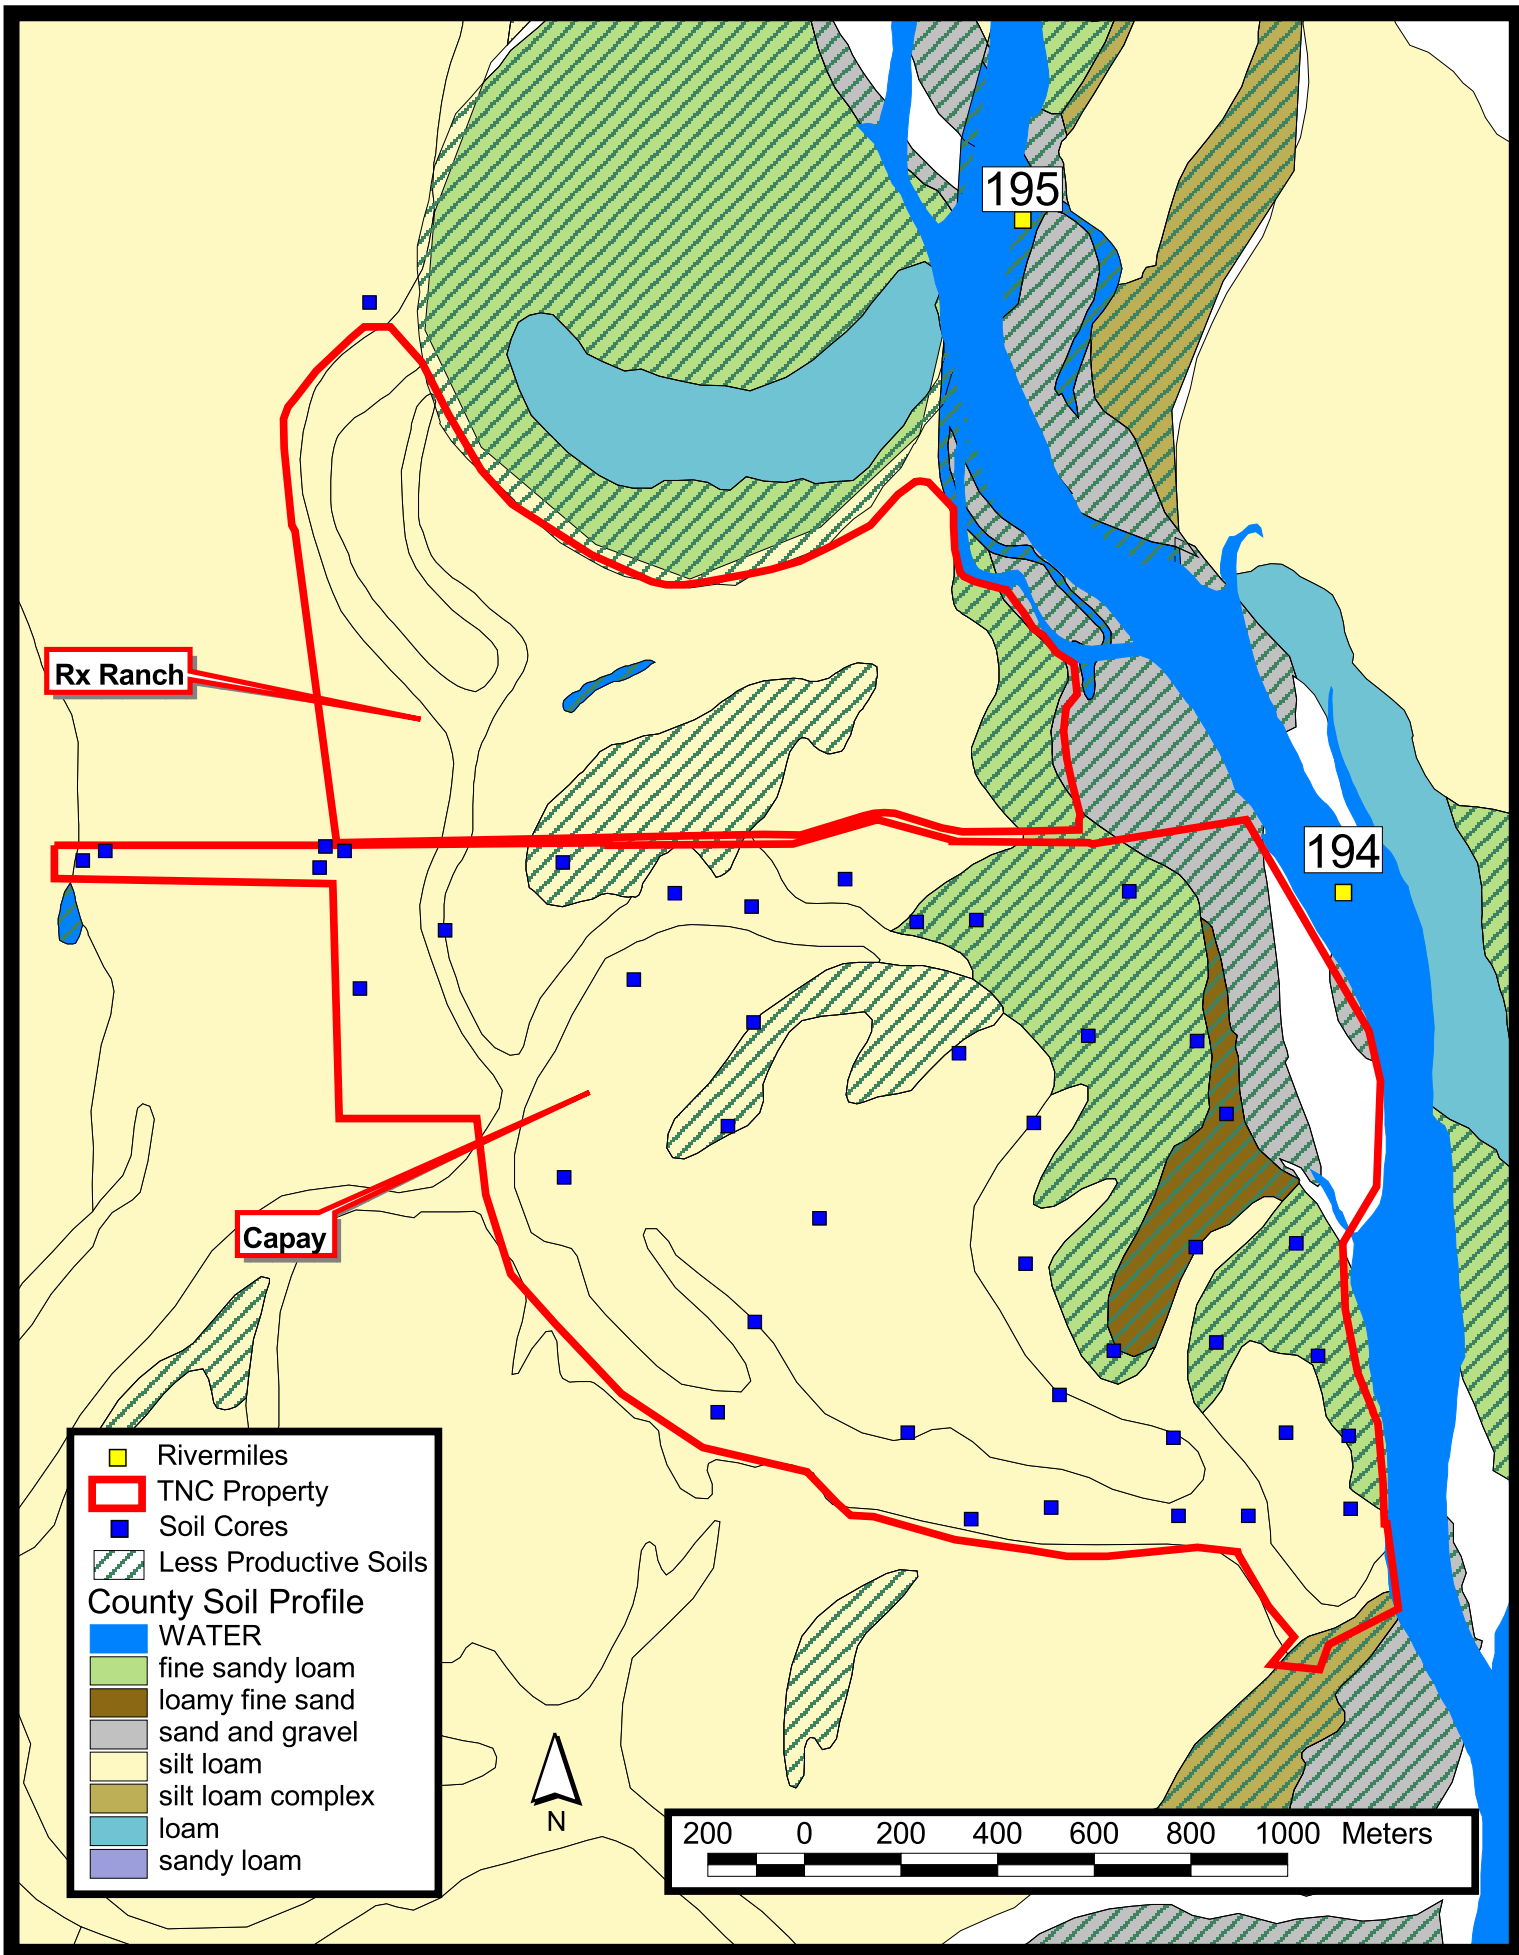 195
Rx Ranch
194
Capay
Rivermiles
TNC Property
Soil Cores
Less Productive Soils
County Soil Profile
WATER
fine sandy loam
loamy fine sand
sand and gravel
silt loam
silt loam complex
loam
sandy loam
N
200 0 200 400 600 800 1000 Meters